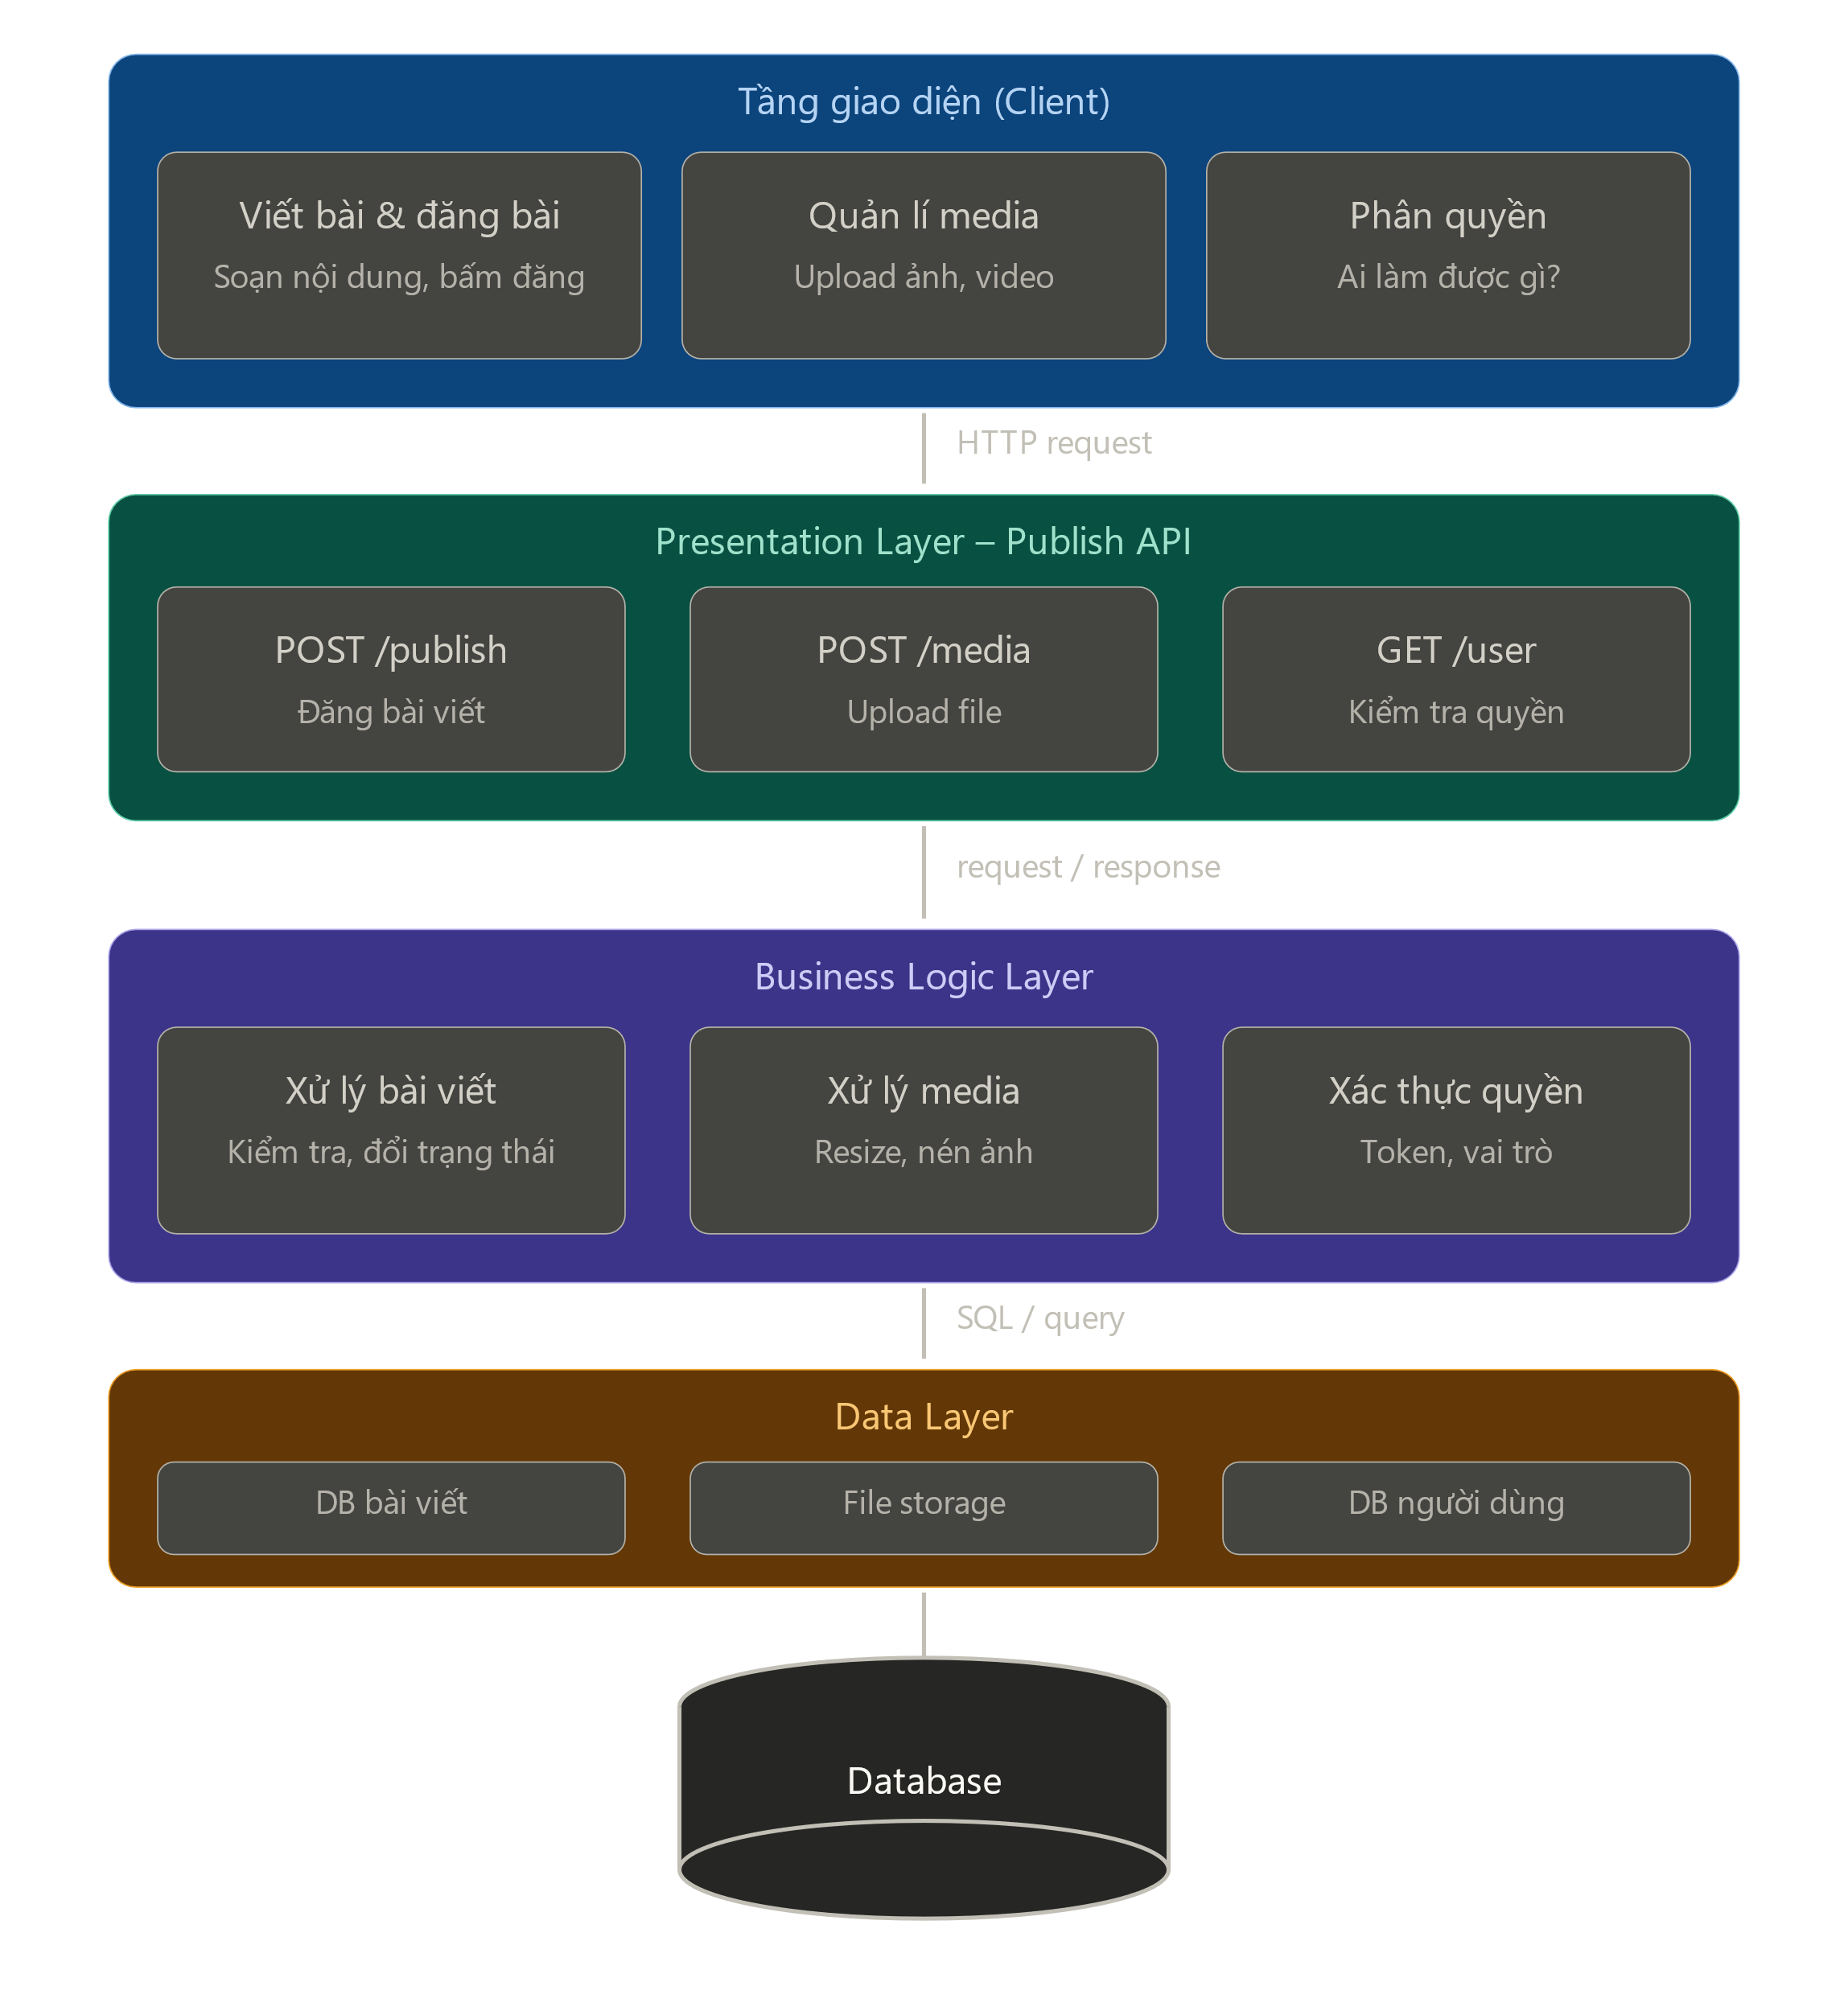 Tầng giao diện (Client)
Viết bài & đăng bài
Soạn nội dung, bấm đăng
Quản lí media
Upload ảnh, video
Phân quyền
Ai làm được gì?
HTTP request
Presentation Layer – Publish API
POST /publish
Đăng bài viết
POST /media
Upload file
GET /user
Kiểm tra quyền
request / response
Business Logic Layer
Xử lý bài viết
Kiểm tra, đổi trạng thái
Xử lý media
Resize, nén ảnh
Xác thực quyền
Token, vai trò
SQL / query
Data Layer
DB bài viết
File storage
DB người dùng
Database